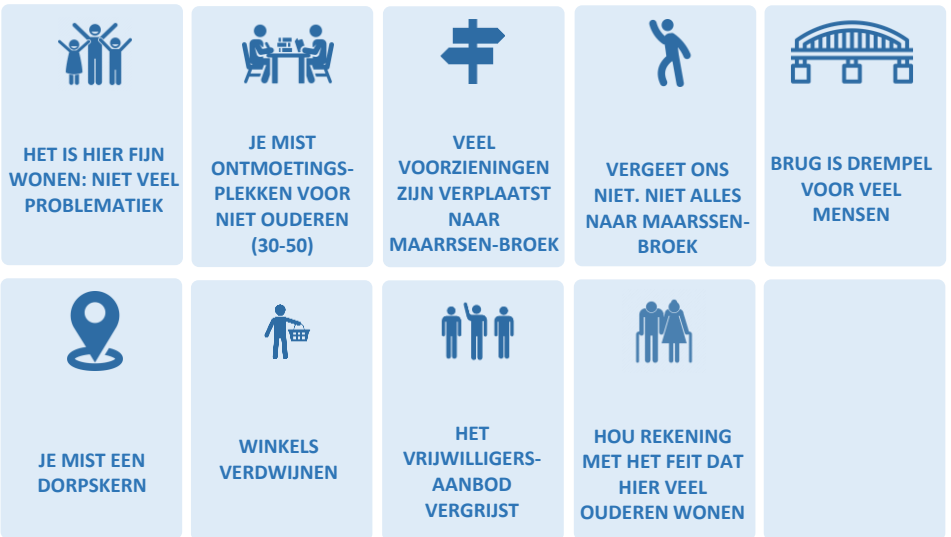 HET IS HIER FIJN
WONEN: NIET VEEL
PROBLEMATIEK
JE MIST
ONTMOETINGS-
PLEKKEN VOOR
NIET OUDEREN
(30-50)
VEEL
VOORZIENINGEN
ZIJN VERPLAATST
NAAR
MAARRSEN-BROEK
VERGEET ONS
NIET. NIET ALLES
NAAR MAARSSEN-
BROEK
BRUG IS DREMPEL
VOOR VEEL
MENSEN
JE MIST EEN
DORPSKERN
WINKELS
VERDWIJNEN
HET
VRIJWILLIGERS-
AANBOD
VERGRIJST
HOU REKENING
MET HET FEIT DAT
HIER VEEL
OUDEREN WONEN